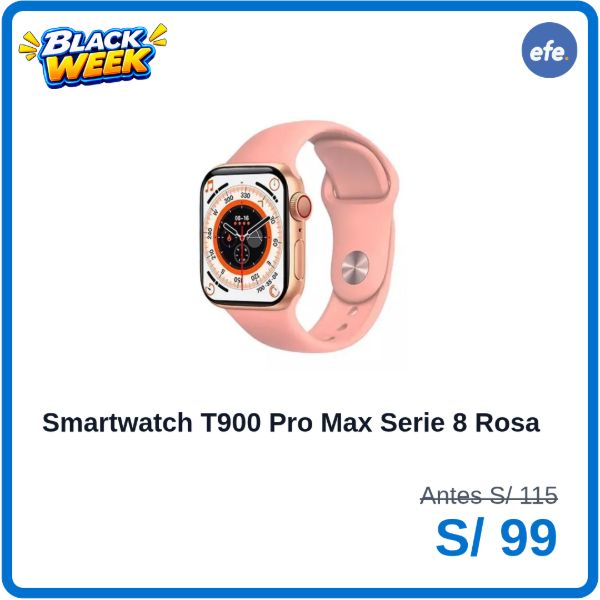 BLACK
WEEK
efe.
Smartwatch T900 Pro Max Serie 8 Rosa
Antes S/ 115
S/ 99